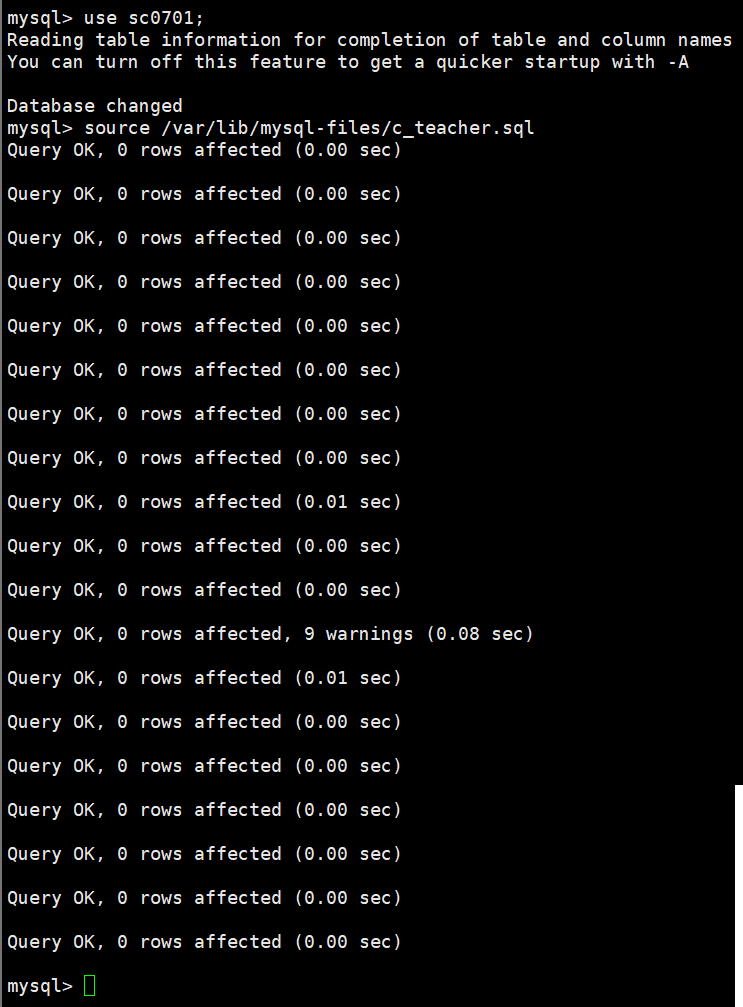 mysql> use sc0701;
Reading table information for completion of table and column names
You can turn off this feature to get a quicker startup with -A
Database changed
mysql> source /var/lib/mysql-files/c_teacher.sql
Query OK, 0 rows affected (0.00 sec)
Query OK, 0 rows affected (0.00 sec)
Query OK, 0 rows affected (0.00 sec)
Query OK, 0 rows affected (0.00 sec)
Query OK, 0 rows affected (0.00 sec)
Query OK, 0 rows affected (0.00 sec)
Query OK, 0 rows affected (0.00 sec)
Query OK, 0 rows affected (0.00 sec)
Query OK, 0 rows affected (0.01 sec)
Query OK, 0 rows affected (0.00 sec)
Query OK, 0 rows affected (0.00 sec)
Query OK, 0 rows affected, 9 warnings (0.08 sec)
Query OK, 0 rows affected (0.01 sec)
Query OK, 0 rows affected (0.00 sec)
Query OK, 0 rows affected (0.00 sec)
Query OK, 0 rows affected (0.00 sec)
Query OK, 0 rows affected (0.00 sec)
Query OK, 0 rows affected (0.00 sec)
Query OK, 0 rows affected (0.00 sec)
mysql>